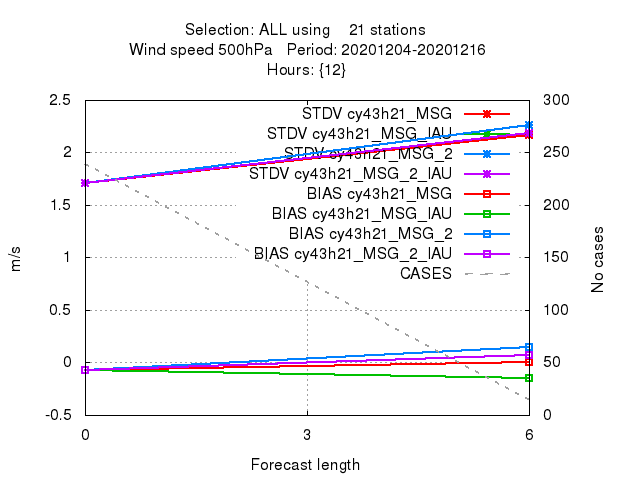 Selection: ALL using    21 stations
Wind speed 500hPa   Period: 20201204-20201216
Hours: {12}
2.5
2
1.5
1
0.5
0
-0.5
m/s
STDV cy43h21_MSG
STDV cy43h21_MSG_IAU
STDV cy43h21_MSG_2
STDV cy43h21_MSG_2_IAU
BIAS cy43h21_MSG
BIAS cy43h21_MSG_IAU
BIAS cy43h21_MSG_2
BIAS cy43h21_MSG_2_IAU
CASES
300
250
200
150
100
50
0
No cases
0 3 6
Forecast length